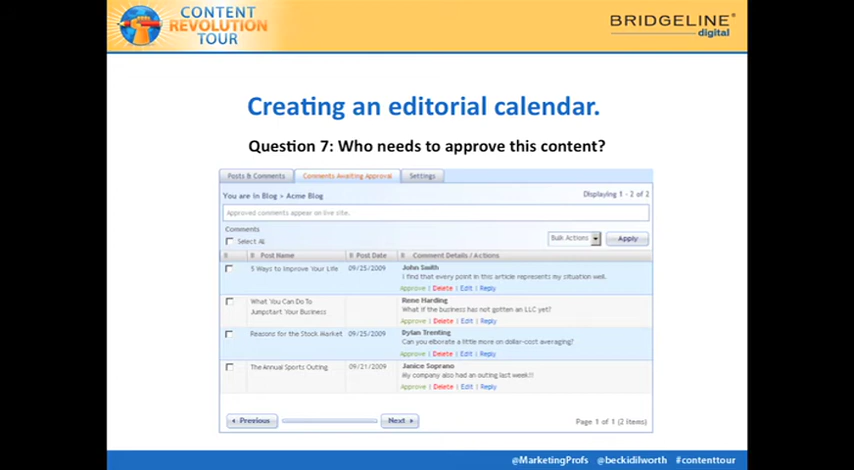 CONTENT
REVOLUTION
TOUR
BRIDGELINE®
digital
Creating an editorial calendar.
Question 7: Who needs to approve this content?
Posts & Comments Comments Awaiting Approval Settings
You are in Blog > Acme Blog Displaying 1 - 2 of 2
Approved comments appear on live site.
Comments
Select All Bulk Actions Apply
Post Name Post Date Comment Details / Actions
5 Ways to Improve Your Life 09/25/2009 John Smith
I find that every point in this article represents my situation well.
Approve | Delete | Edit | Reply
What You Can Do To Rene Harding
Jumpstart Your Business What if the business has not gotten an LLC yet?
Approve | Delete | Edit | Reply
Reasons for the Stock Market 09/25/2009 Dylan Trenting
Can you elborate a little more on dollar-cost averaging?
Approve | Delete | Edit | Reply
The Annual Sports Outing 09/21/2009 Janice Soprano
My company also had an outing last week!!
Approve | Delete | Edit | Reply
Previous Next Page 1 of 1 (2 items)
@MarketingProfs @beckidilworth #contenttour